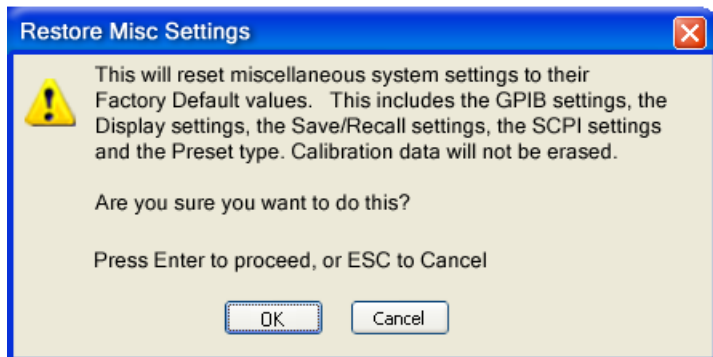 Restore Misc Settings
This will reset miscellaneous system settings to their
Factory Default values.   This includes the GPIB settings, the
Display settings, the Save/Recall settings, the SCPI settings
and the Preset type. Calibration data will not be erased.
Are you sure you want to do this?
Press Enter to proceed, or ESC to Cancel
OK
Cancel